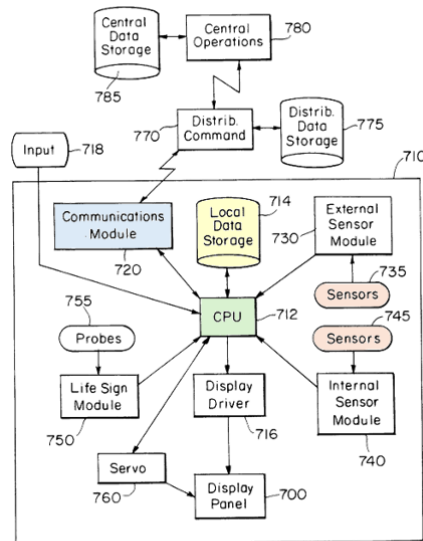 Central
Data
Storage
785
Central
Operations
780
770
Distrib.
Command
Distrib. Data
Storage
775
Input
718
710
Communications
Module
720
714
Local
Data
Storage
730
External
Sensor
Module
735
Sensors
745
Sensors
755
Probes
CPU
712
Life Sign
Module
750
Display
Driver
716
Internal
Sensor
Module
740
Servo
760
Display
Panel
700